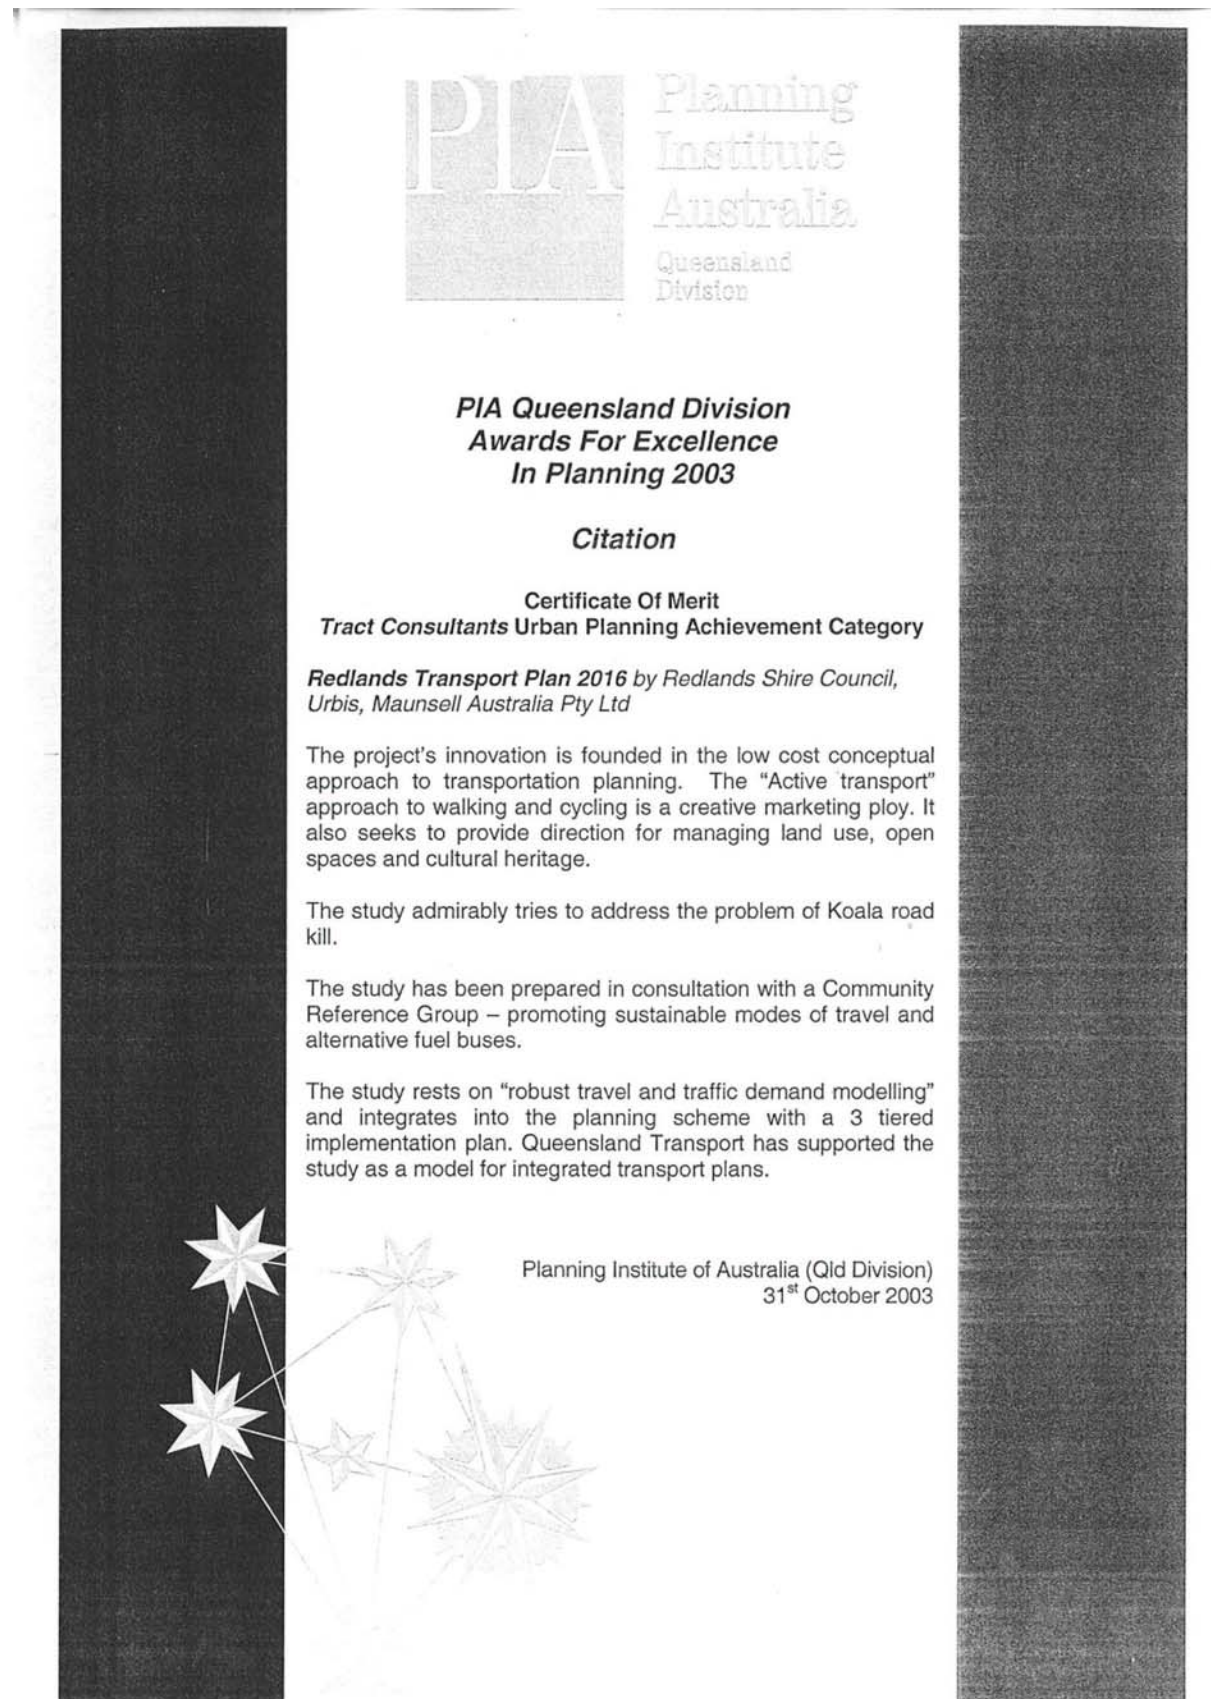 PIA
Planning
Institute
Australia
Queensland
Division
PIA Queensland Division
Awards For Excellence
In Planning 2003
Citation
Certificate Of Merit
Tract Consultants Urban Planning Achievement Category
Redlands Transport Plan 2016 by Redlands Shire Council,
Urbis, Maunsell Australia Pty Ltd
The project's innovation is founded in the low cost conceptual
approach to transportation planning. The “Active transport”
approach to walking and cycling is a creative marketing ploy. It
also seeks to provide direction for managing land use, open
spaces and cultural heritage.
The study admirably tries to address the problem of Koala road
kill.
The study has been prepared in consultation with a Community
Reference Group – promoting sustainable modes of travel and
alternative fuel buses.
The study rests on “robust travel and traffic demand modelling”
and integrates into the planning scheme with a 3 tiered
implementation plan. Queensland Transport has supported the
study as a model for integrated transport plans.
Planning Institute of Australia (Qld Division)
31st October 2003